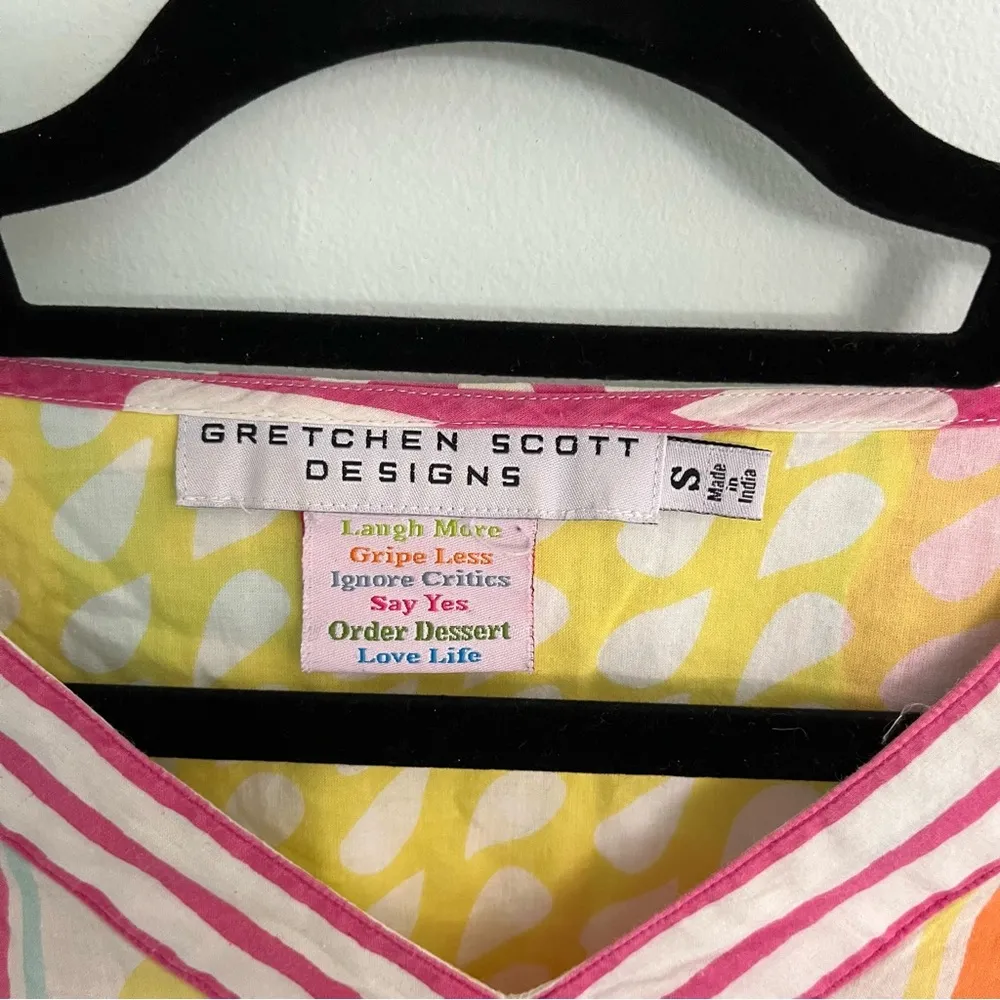 GRETCHEN SCOTT
DESIGNS
S
Made
in
India
Laugh More
Gripe Less
Ignore Critics
Say Yes
Order Dessert
Love Life